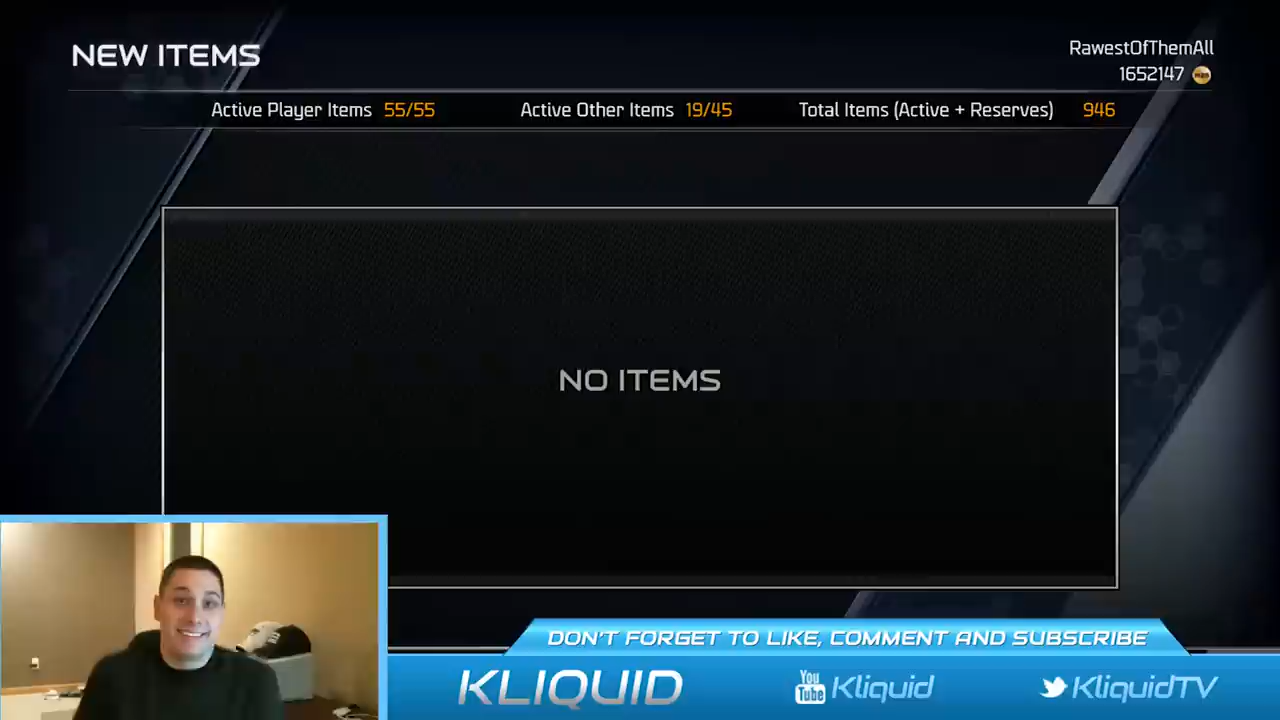 NEW ITEMS
RawestOfThemAll
1652147
Active Player Items 55/55 Active Other Items 19/45 Total Items (Active + Reserves) 946
NO ITEMS
DON'T FORGET TO LIKE, COMMENT AND SUBSCRIBE
KLIQUID You Tube Kliquid KliquidTV